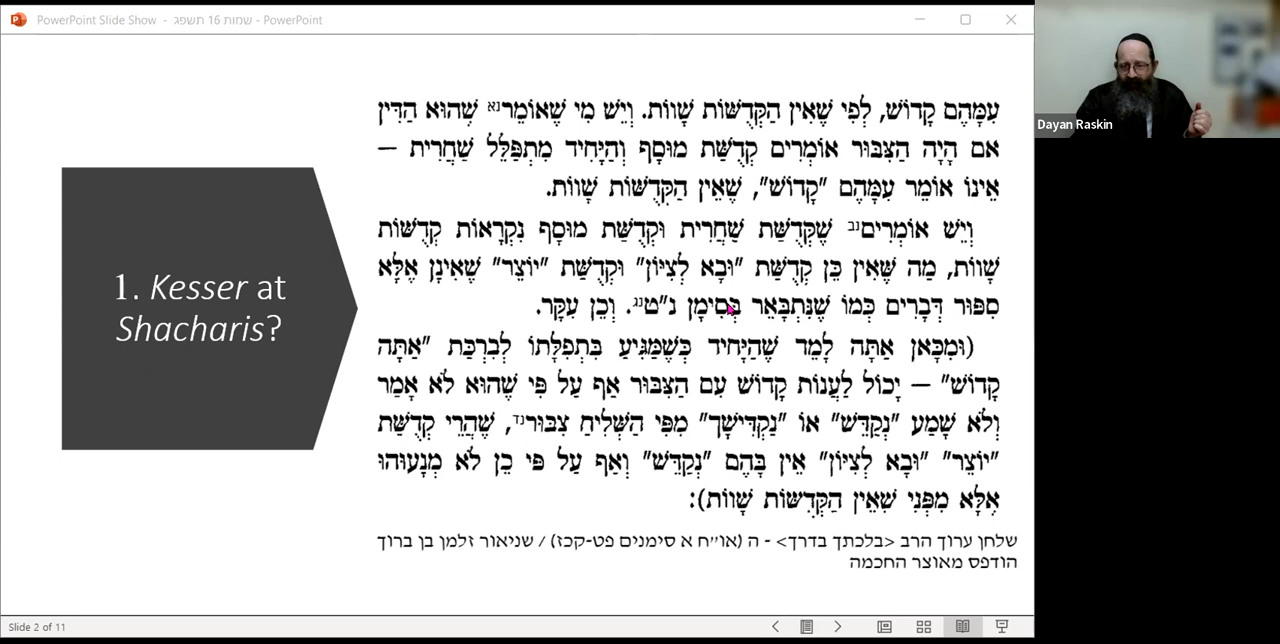 PowerPoint Slide Show - שמות 16 תשפג - PowerPoint
Dayan Raskin
1. Kesser at
Shacharis?
עִמָּהֶם קָדוֹשׁ, לְפִי שֶׁאֵין הַקְּדֻשּׁוֹת שָׁווֹת. וְיֵשׁ מִי שֶׁאוֹמֵרנא שֶׁהוּא הַדִּין
אִם הָיָה הַצִּבּוּר אוֹמְרִים קְדֻשַּׁת מוּסָף וְהַיָּחִיד מִתְפַּלֵּל שַׁחֲרִית —
אֵינוֹ אוֹמֵר עִמָּהֶם "קָדוֹשׁ", שֶׁאֵין הַקְּדֻשּׁוֹת שָׁווֹת.
וְיֵשׁ אוֹמְרִיםנב שֶׁקְּדֻשַּׁת שַׁחֲרִית וּקְדֻשַּׁת מוּסָף נִקְרָאוֹת קְדֻשּׁוֹת
שָׁווֹת, מַה שֶּׁאֵין כֵּן קְדֻשַּׁת "וּבָא לְצִיּוֹן" וּקְדֻשַּׁת "יוֹצֵר" שֶׁאֵינָן אֶלָּא
סִפּוּר דְּבָרִים כְּמוֹ שֶׁנִּתְבָּאֵר בְּסִימָן נ"טנג. וְכֵן עִקָּר.
(וּמִכָּאן אַתָּה לָמֵד שֶׁהַיָּחִיד כְּשֶׁמַּגִּיעַ בִּתְפִלָּתוֹ לְבִרְכַּת "אַתָּה
קָדוֹשׁ" — יָכוֹל לַעֲנוֹת קָדוֹשׁ עִם הַצִּבּוּר אַף עַל פִּי שֶׁהוּא לֹא אָמַר
וְלֹא שָׁמַע "נְקַדֵּשׁ" אוֹ "נַקְדִּישָׁךְ" מִפִּי הַשְּׁלִיחַ צִבּוּרנד, שֶׁהֲרֵי קְדֻשַּׁת
"יוֹצֵר" "וּבָא לְצִיּוֹן" אֵין בָּהֶם "נְקַדֵּשׁ" וְאַף עַל פִּי כֵן לֹא מְנָעוּהוּ
אֶלָּא מִפְּנֵי שֶׁאֵין הַקְּדֻשּׁוֹת שָׁווֹת):
שלחן ערוך הרב <בלכתך בדרך> - ה (או"ח א סימנים פט-קכז) / שניאור זלמן בן ברוך
הודפס מאוצר החכמה
Slide 2 of 11